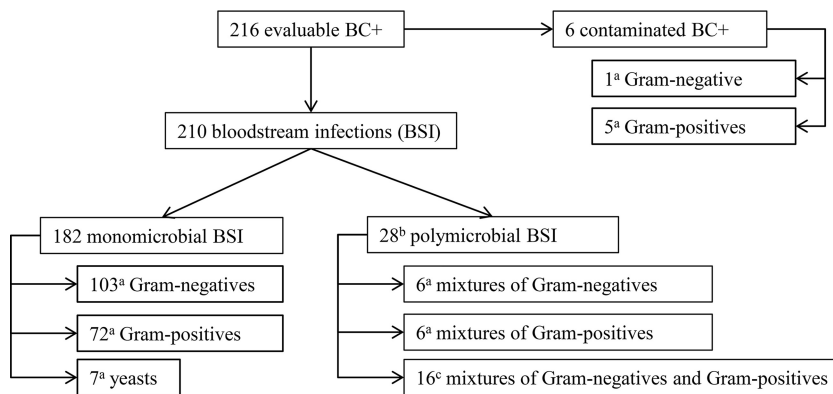 216 evaluable BC+
6 contaminated BC+
1ᵃ Gram-negative
5ᵃ Gram-positives
210 bloodstream infections (BSI)
182 monomicrobial BSI
103ᵃ Gram-negatives
72ᵃ Gram-positives
7ᵃ yeasts
28ᵇ polymicrobial BSI
6ᵃ mixtures of Gram-negatives
6ᵃ mixtures of Gram-positives
16ᶜ mixtures of Gram-negatives and Gram-positives